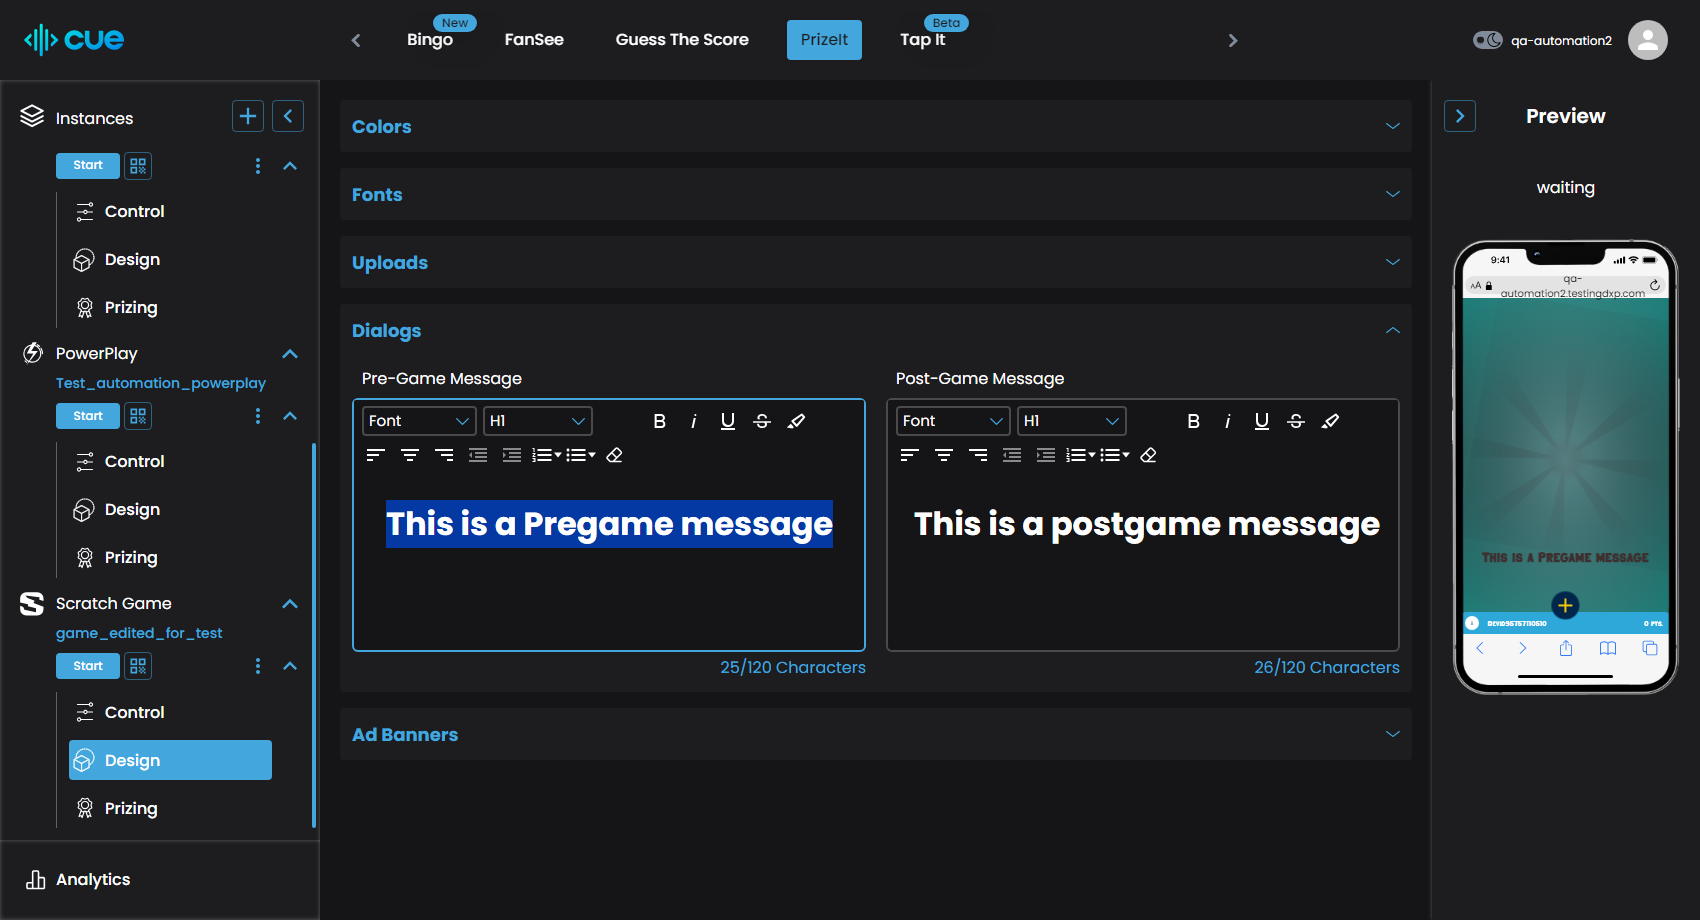 cue
Bingo
New
FanSee
Guess The Score
PrizeIt
Tap It
Beta
qa-automation2
Instances
Start
Control
Design
Prizing
PowerPlay
Test_automation_powerplay
Start
Control
Design
Prizing
Scratch Game
game_edited_for_test
Start
Control
Design
Prizing
Analytics
Colors
Fonts
Uploads
Dialogs
Pre-Game Message
Font
H1
B i U S
This is a Pregame message
25/120 Characters
Post-Game Message
Font
H1
B i U S
This is a postgame message
26/120 Characters
Ad Banners
Preview
waiting
9:41
AA
qa-
automation2.testingdxp.com
This is a Pregame message
0 PTS.